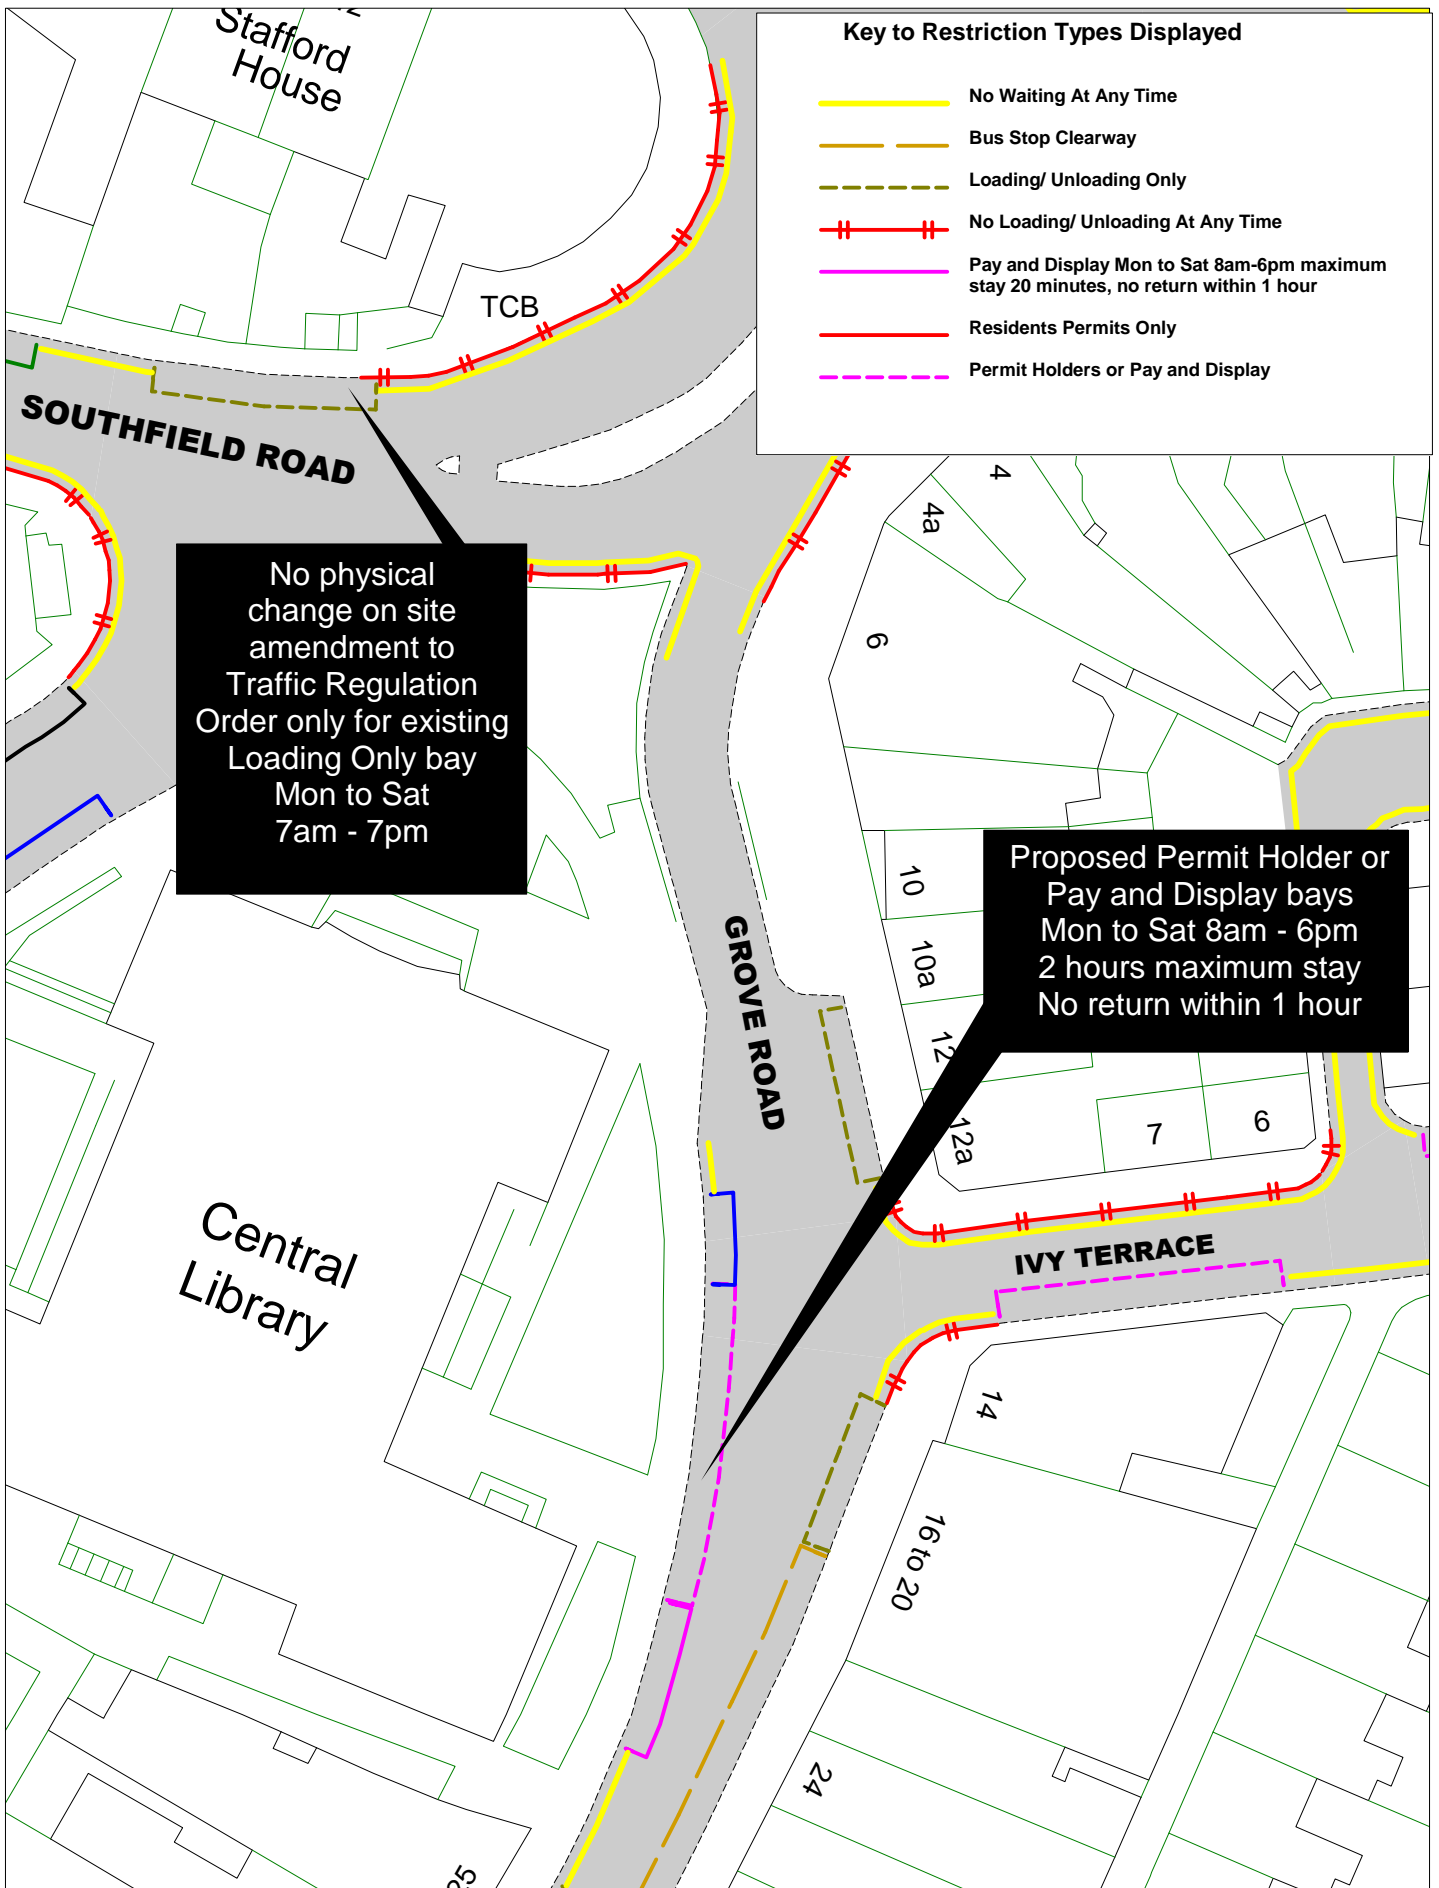 Stafford
House
Key to Restriction Types Displayed
No Waiting At Any Time
Bus Stop Clearway
Loading/ Unloading Only
No Loading/ Unloading At Any Time
Pay and Display Mon to Sat 8am-6pm maximum
stay 20 minutes, no return within 1 hour
Residents Permits Only
Permit Holders or Pay and Display
TCB
SOUTHFIELD ROAD
4
4a
6
No physical
change on site
amendment to
Traffic Regulation
Order only for existing
Loading Only bay
Mon to Sat
7am - 7pm
Proposed Permit Holder or
Pay and Display bays
Mon to Sat 8am - 6pm
2 hours maximum stay
No return within 1 hour
10
10a
GROVE ROAD
12
12a
7
6
IVY TERRACE
Central
Library
14
16 to 20
24